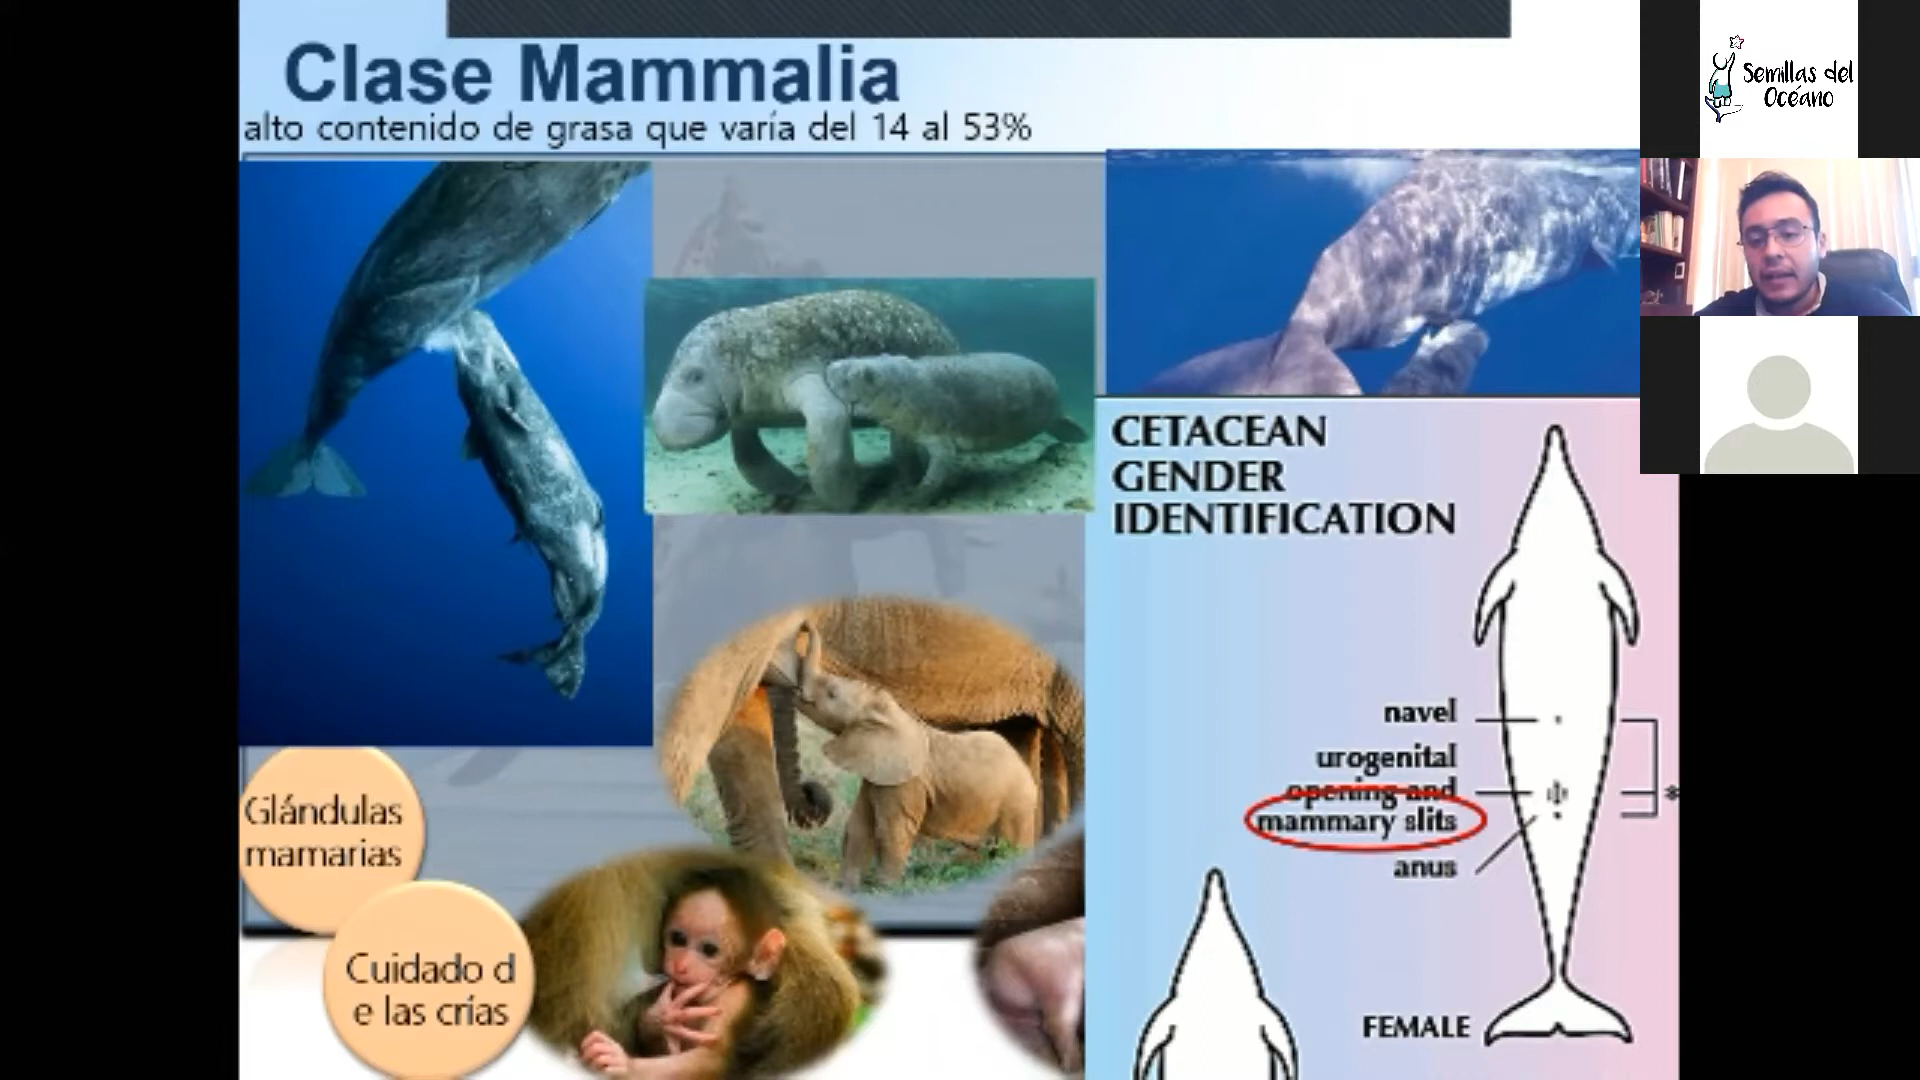 Clase Mammalia
alto contenido de grasa que varía del 14 al 53%
Semillas del
Océano
CETACEAN
GENDER
IDENTIFICATION
navel
urogenital
opening and
mammary slits
anus
*
FEMALE
Glándulas
mamarias
Cuidado d
e las crías